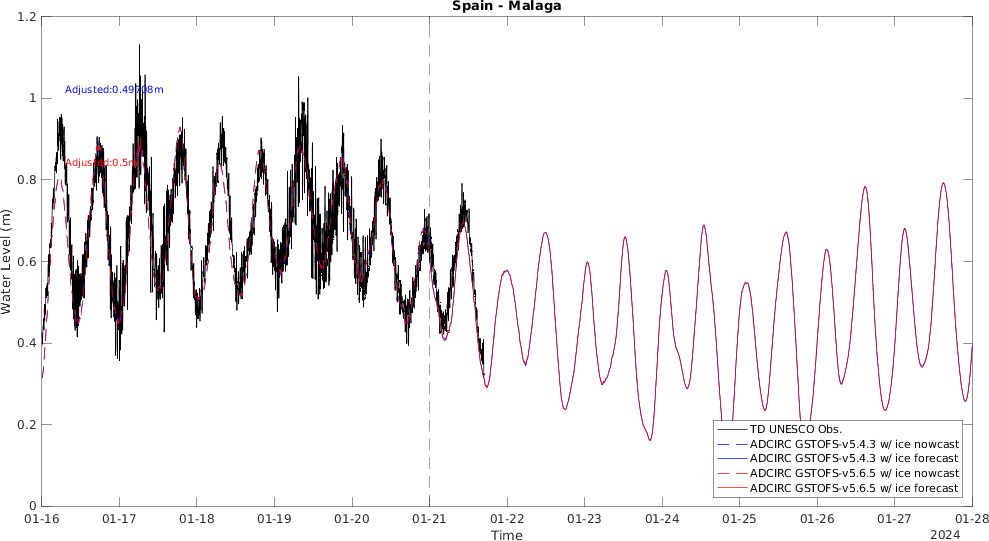 Spain - Malaga
1.2
1
0.8
0.6
0.4
0.2
0
Water Level (m)
Adjusted:0.49708m
Adjusted:0.5m
TD UNESCO Obs.
ADCIRC GSTOFS-v5.4.3 w/ ice nowcast
ADCIRC GSTOFS-v5.4.3 w/ ice forecast
ADCIRC GSTOFS-v5.6.5 w/ ice nowcast
ADCIRC GSTOFS-v5.6.5 w/ ice forecast
01-16 01-17 01-18 01-19 01-20 01-21 01-22 01-23 01-24 01-25 01-26 01-27 01-28
Time
2024